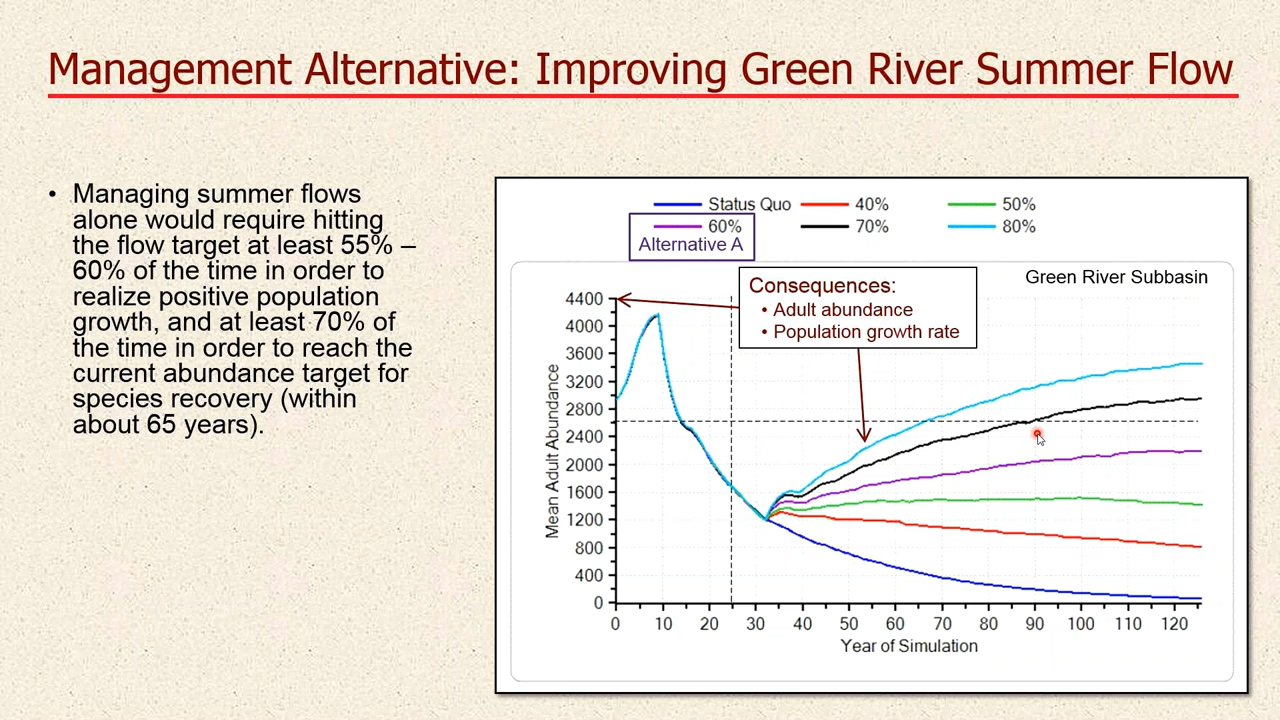 Management Alternative: Improving Green River Summer Flow
• Managing summer flows
alone would require hitting
the flow target at least 55% –
60% of the time in order to
realize positive population
growth, and at least 70% of
the time in order to reach the
current abundance target for
species recovery (within
about 65 years).
Status Quo 40% 50%
60% 70% 80%
Alternative A
Green River Subbasin
Consequences:
• Adult abundance
• Population growth rate
Mean Adult Abundance
4400
4000
3600
3200
2800
2400
2000
1600
1200
800
400
0
0 10 20 30 40 50 60 70 80 90 100 110 120
Year of Simulation